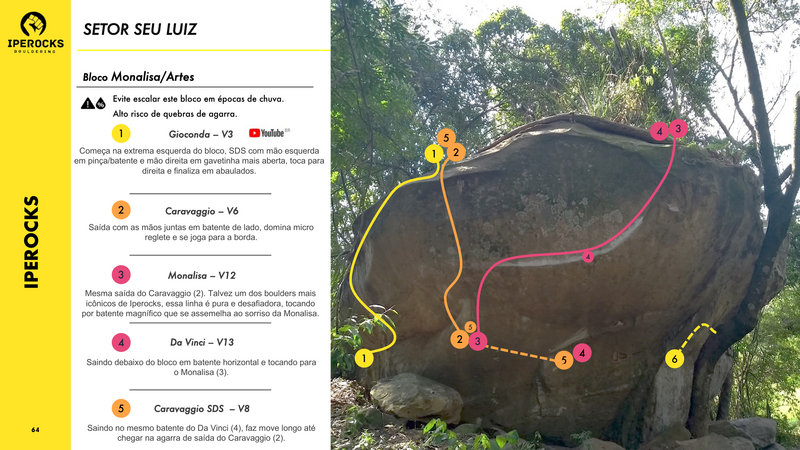 IPEROCKS
BOULDERING
SETOR SEU LUIZ
Bloco Monalisa/Artes
%
Evite escalar este bloco em épocas de chuva.
Alto risco de quebras de agarra.
1
Gioconda – V3
YouTube BR
Começa na extrema esquerda do bloco, SDS com mão esquerda
em pinça/batente e mão direita em gavetinha mais aberta, toca para
direita e finaliza em abaulados.
2
Caravaggio – V6
Saída com as mãos juntas em batente de lado, domina micro
reglete e se joga para a borda.
3
Monalisa – V12
Mesma saída do Caravaggio (2). Talvez um dos boulders mais
icônicos de Iperocks, essa linha é pura e desafiadora, tocando
por batente magnífico que se assemelha ao sorriso da Monalisa.
4
Da Vinci – V13
Saindo debaixo do bloco em batente horizontal e tocando para
o Monalisa (3).
5
Caravaggio SDS – V8
Saindo no mesmo batente do Da Vinci (4), faz move longo até
chegar na agarra de saída do Caravaggio (2).
IPEROCKS
64
5
1
2
4
3
4
5
2
3
1
5
4
6